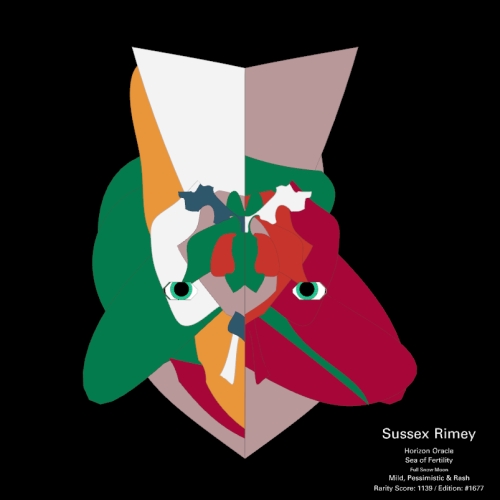 Sussex Rimey
Horizon Oracle
Sea of Fertility
Full Snow Moon
Mild, Pessimistic & Rash
Rarity Score: 1139 / Edition: #1677